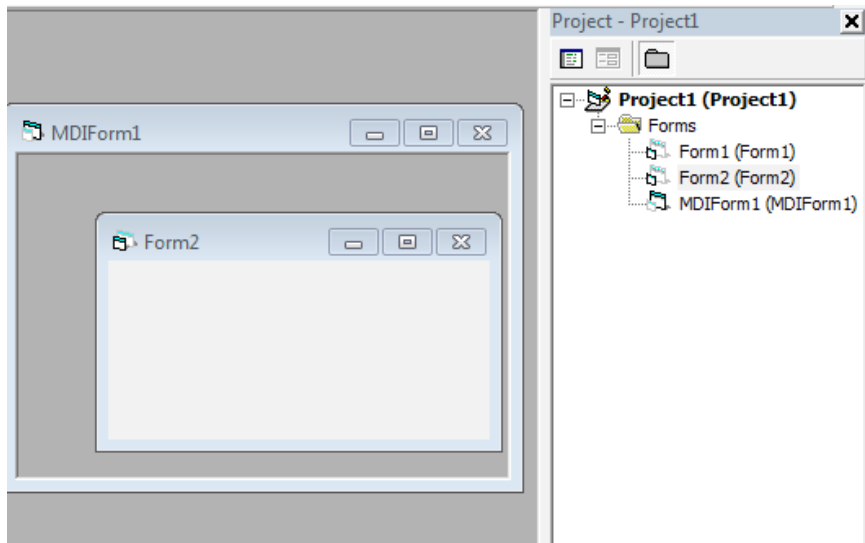 Project - Project1
MDIForm1
Form2
Project1 (Project1)
Forms
Form1 (Form1)
Form2 (Form2)
MDIForm1 (MDIForm1)